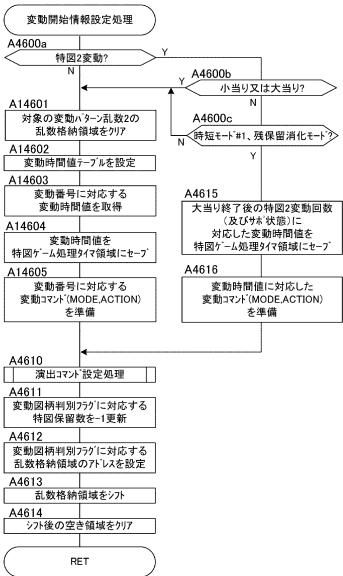 変動開始情報設定処理
A4600a
特図2変動?
Y
N
A4600b
小当り又は大当り?
Y
N
A4600c
時短モード#1、残保留消化モード?
N
Y
A14601
対象の変動パターン乱数2の
乱数格納領域をクリア
A14602
変動時間値テーブルを設定
A14603
変動番号に対応する
変動時間値を取得
A14604
変動時間値を
特図ゲーム処理タイマ領域にセーブ
A14605
変動番号に対応する
変動コマンド(MODE,ACTION)
を準備
A4615
大当り終了後の特図2変動回数
(及びサポ状態)に
対応した変動時間値を
特図ゲーム処理タイマ領域にセーブ
A4616
変動時間値に対応した
変動コマンド(MODE,ACTION)
を準備
A4610
演出コマンド設定処理
A4611
変動図柄判別フラグに対応する
特図保留数を-1更新
A4612
変動図柄判別フラグに対応する
乱数格納領域のアドレスを設定
A4613
乱数格納領域をシフト
A4614
シフト後の空き領域をクリア
RET